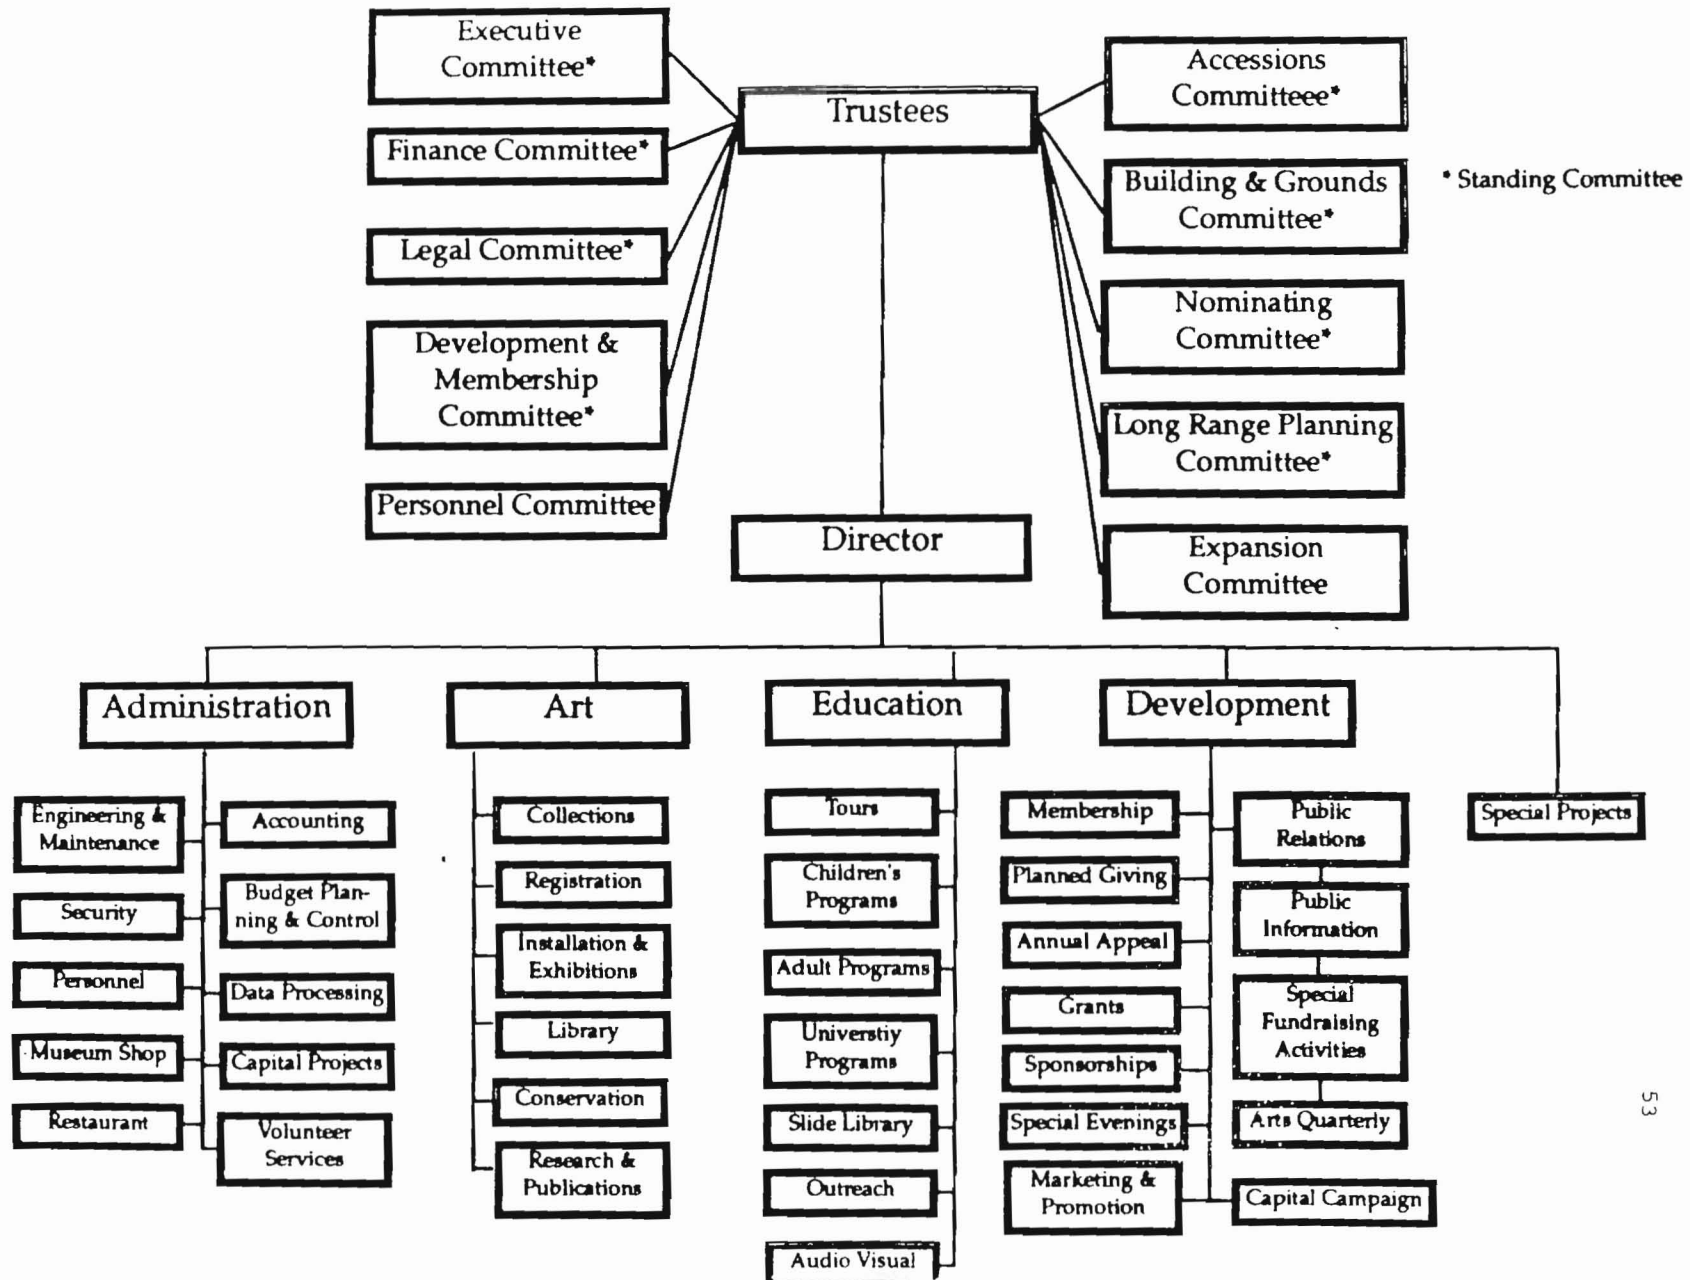 Executive
Committee*
Finance Committee*
Legal Committee*
Development &
Membership
Committee*
Personnel Committee
Trustees
Accessions
Committeee*
Building & Grounds
Committee*
Nominating
Committee*
Long Range Planning
Committee*
Expansion
Committee
* Standing Committee
Director
Administration
Engineering &
Maintenance
Security
Personnel
Museum Shop
Restaurant
Accounting
Budget Plan-
ning & Control
Data Processing
Capital Projects
Volunteer
Services
Art
Collections
Registration
Installation &
Exhibitions
Library
Conservation
Research &
Publications
Education
Tours
Children's
Programs
Adult Programs
Universtiy
Programs
Slide Library
Outreach
Audio Visual
Development
Membership
Planned Giving
Annual Appeal
Grants
Sponsorships
Special Evenings
Marketing &
Promotion
Public
Relations
Public
Information
Special
Fundraising
Activities
Arts Quarterly
Capital Campaign
Special Projects
53